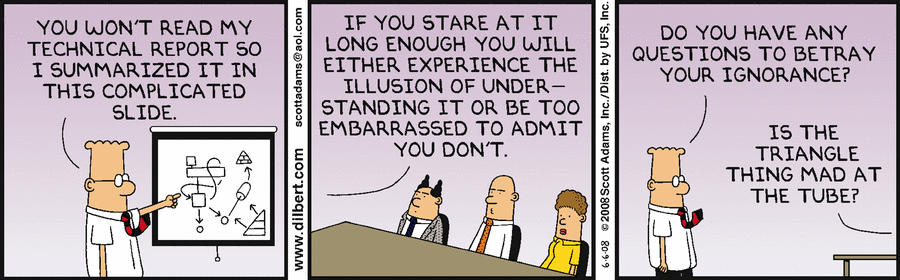 YOU WON'T READ MY
TECHNICAL REPORT SO
I SUMMARIZED IT IN
THIS COMPLICATED
SLIDE.
www.dilbert.com
scottadams@aol.com
IF YOU STARE AT IT
LONG ENOUGH YOU WILL
EITHER EXPERIENCE THE
ILLUSION OF UNDER-
STANDING IT OR BE TOO
EMBARRASSED TO ADMIT
YOU DON'T.
6-6-08 © 2008 Scott Adams, Inc./Dist. by UFS, Inc.
DO YOU HAVE ANY
QUESTIONS TO BETRAY
YOUR IGNORANCE?
IS THE
TRIANGLE
THING MAD AT
THE TUBE?